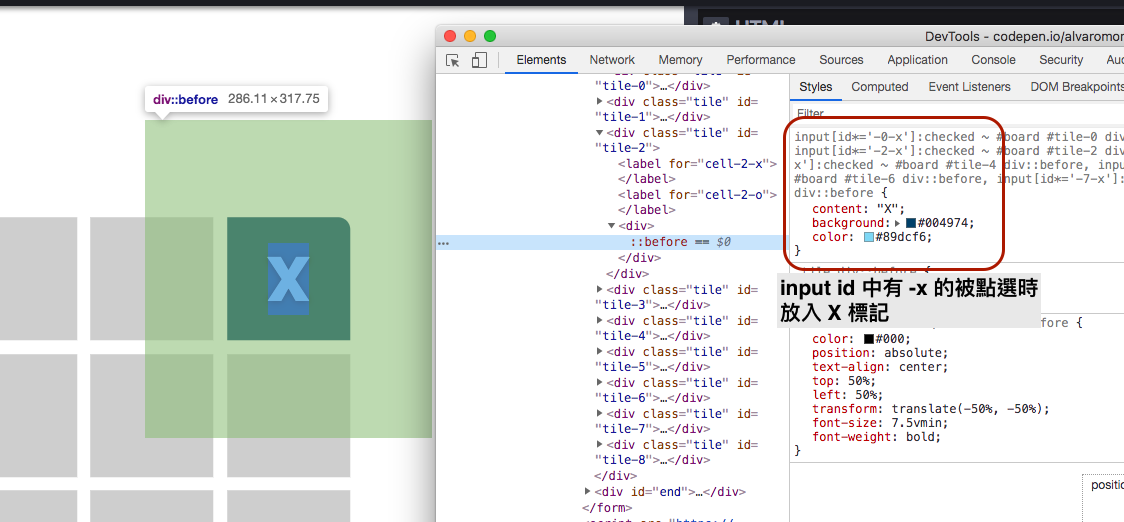 HTML
DevTools - codepen.io/alvaromor
Elements Network Memory Performance Sources Application Console Security Aud
div::before 286.11×317.75
X
"tile-0">…</div>
▶<div class="tile" id=
"tile-1">…</div>
▼<div class="tile" id=
"tile-2">
<label for="cell-2-x">
</label>
<label for="cell-2-o">
</label>
▼<div>
… ::before == $0
</div>
</div>
▶<div class="tile" id=
"tile-3">…</div>
▶<div class="tile" id=
"tile-4">…</div>
▶<div class="tile" id=
"tile-5">…</div>
▶<div class="tile" id=
"tile-6">…</div>
▶<div class="tile" id=
"tile-7">…</div>
▶<div class="tile" id=
"tile-8">…</div>
</div>
▶<div id="end">…</div>
</form>
Styles Computed Event Listeners DOM Breakpoints
Filter
input[id*='-0-x']:checked ~ #board #tile-0 div
input[id*='-2-x']:checked ~ #board #tile-2 div
x']:checked ~ #board #tile-4 div::before, inpu
#board #tile-6 div::before, input[id*='-7-x']:
div::before {
content: "X";
background:▶ #004974;
color: #89dcf6;
}
.tile div::before {
input id 中有 -x 的被點選時
放入 X 標記
efore {
color: #000;
position: absolute;
text-align: center;
top: 50%;
left: 50%;
transform: translate(-50%, -50%);
font-size: 7.5vmin;
font-weight: bold;
}
positio